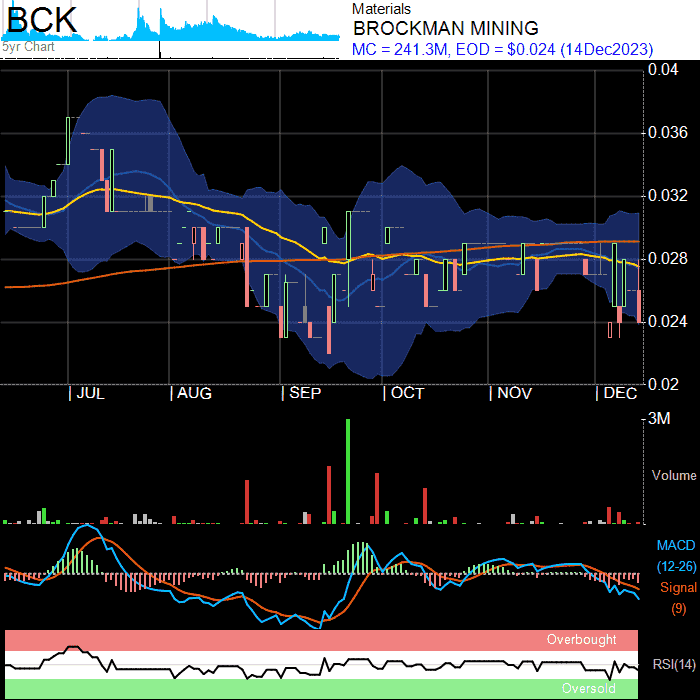 BCK
5yr Chart
Materials
BROCKMAN MINING
MC = 241.3M, EOD = $0.024 (14Dec2023)
0.04
0.036
0.032
0.028
0.024
0.02
JUL
AUG
SEP
OCT
NOV
DEC
3M
Volume
MACD
(12-26)
Signal
(9)
Overbought
RSI(14)
Oversold